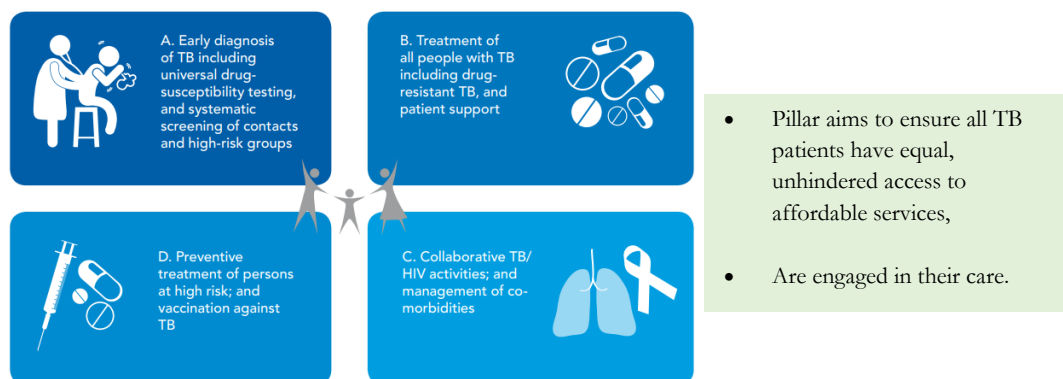 A. Early diagnosis
of TB including
universal drug-
susceptibility testing,
and systematic
screening of contacts
and high-risk groups
B. Treatment of
all people with TB
including drug-
resistant TB, and
patient support
D. Preventive
treatment of persons
at high risk; and
vaccination against
TB
C. Collaborative TB/
HIV activities; and
management of co-
morbidities
• Pillar aims to ensure all TB
patients have equal,
unhindered access to
affordable services,
• Are engaged in their care.